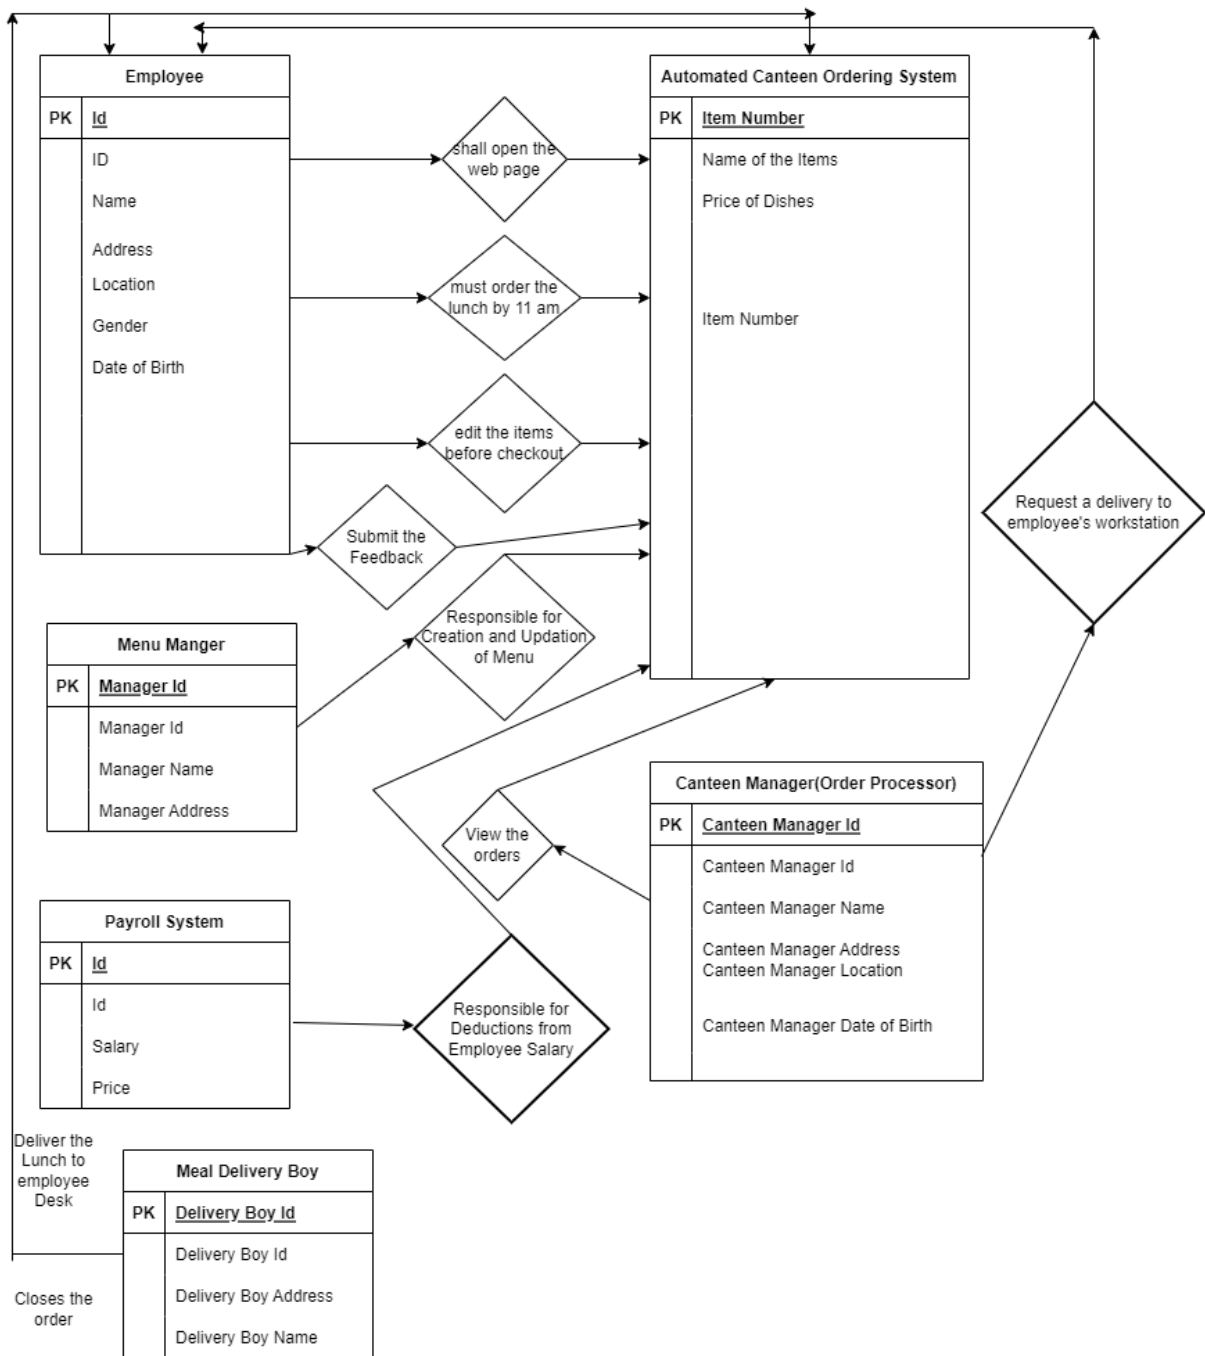 Employee
PK Id
ID
Name
Address
Location
Gender
Date of Birth
shall open the
web page
must order the
lunch by 11 am
edit the items
before checkout
Submit the
Feedback
Automated Canteen Ordering System
PK Item Number
Name of the Items
Price of Dishes
Item Number
Request a delivery to
employee's workstation
Menu Manger
PK Manager Id
Manager Id
Manager Name
Manager Address
Responsible for
Creation and Updation
of Menu
View the
orders
Canteen Manager(Order Processor)
PK Canteen Manager Id
Canteen Manager Id
Canteen Manager Name
Canteen Manager Address
Canteen Manager Location
Canteen Manager Date of Birth
Payroll System
PK Id
Id
Salary
Price
Responsible for
Deductions from
Employee Salary
Deliver the
Lunch to
employee
Desk
Closes the
order
Meal Delivery Boy
PK Delivery Boy Id
Delivery Boy Id
Delivery Boy Address
Delivery Boy Name